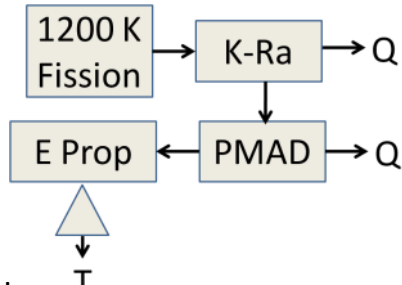 1200 K
Fission
K-Ra
Q
E Prop
PMAD
Q
T
.